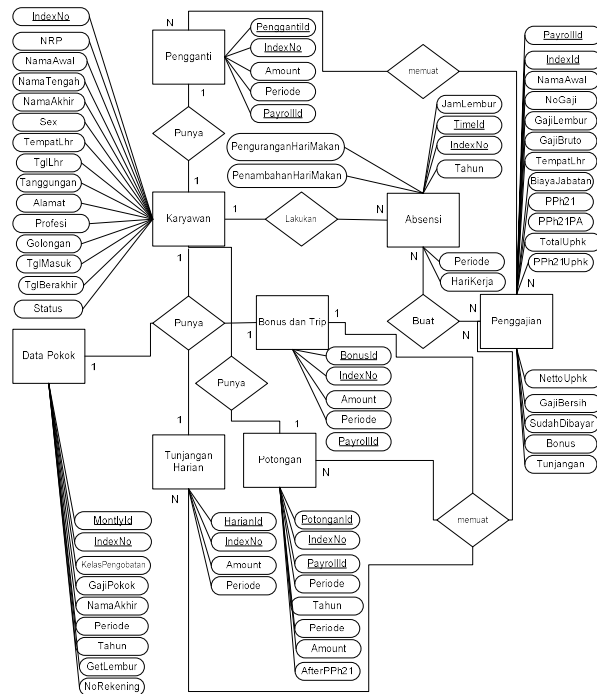 IndexNo
NRP
NamaAwal
NamaTengah
NamaAkhir
Sex
TempatLhr
TglLhr
Tanggungan
Alamat
Profesi
Golongan
TglMasuk
TglBerakhir
Status
N
Pengganti
1
PenggantiId
IndexNo
Amount
Periode
PayrollId
memuat
Punya
1
Karyawan
1
1
1
Lakukan
PenguranganHariMakan
PenambahanHariMakan
JamLembur
TimeId
IndexNo
Tahun
N
Absensi
N
Periode
HariKerja
Buat
PayrollId
IndexId
NamaAwal
NoGaji
GajiLembur
GajiBruto
TempatLhr
BiayaJabatan
PPh21
PPh21PA
TotalUphk
PPh21Uphk
N
N
N
Penggajian
NettoUphk
GajiBersih
SudahDibayar
Bonus
Tunjangan
Data Pokok
1
Punya
1
Bonus dan Trip
1
BonusId
IndexNo
Amount
Periode
PayrollId
Punya
1
Tunjangan
Harian
N
1
Potongan
N
memuat
HarianId
IndexNo
Amount
Periode
PotonganId
IndexNo
PayrollId
Periode
Tahun
Periode
Amount
AfterPPh21
MontlyId
IndexNo
KelasPengobatan
GajiPokok
NamaAkhir
Periode
Tahun
GetLembur
NoRekening